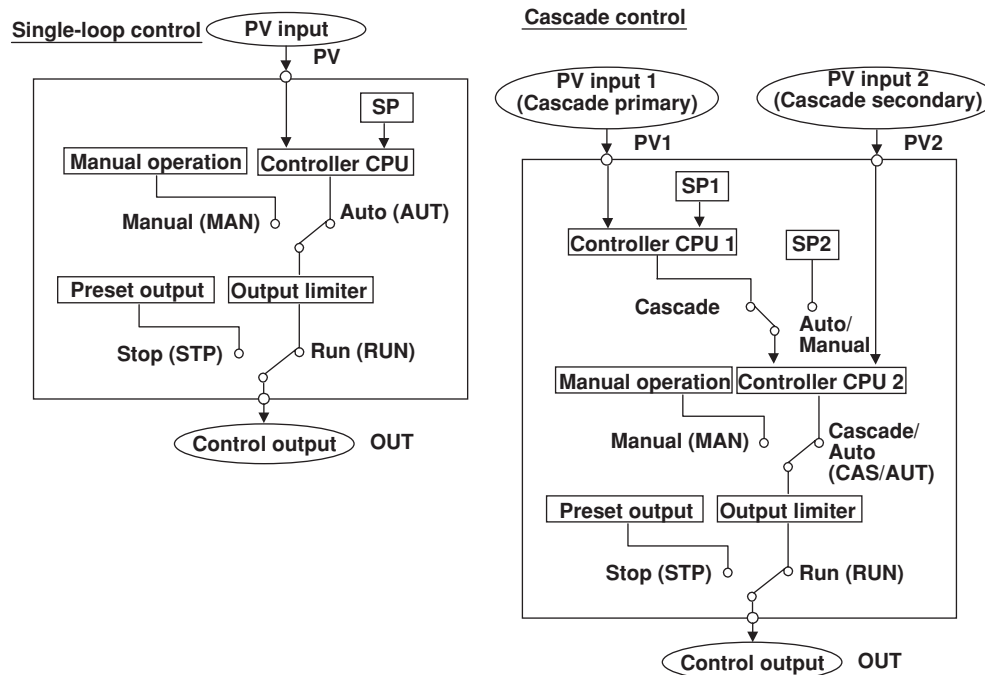 Single-loop control
PV input
PV
SP
Manual operation
Controller CPU
Manual (MAN)
Auto (AUT)
Preset output
Output limiter
Stop (STP)
Run (RUN)
Control output
OUT
Cascade control
PV input 1
(Cascade primary)
PV input 2
(Cascade secondary)
PV1
PV2
SP1
Controller CPU 1
SP2
Cascade
Auto/
Manual
Manual operation
Controller CPU 2
Manual (MAN)
Cascade/
Auto
(CAS/AUT)
Preset output
Output limiter
Stop (STP)
Run (RUN)
Control output
OUT